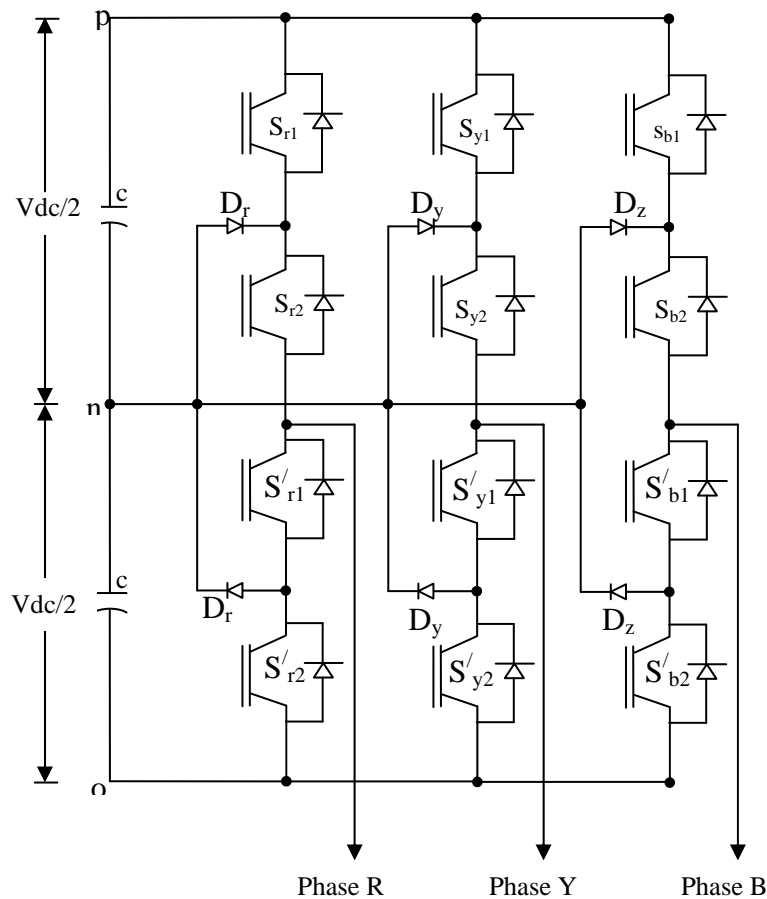 p
S_r1
S_y1
s_b1
c
Vdc/2
D_r
D_y
D_z
S_r2
S_y2
S_b2
n
S/_r1
S/_y1
S/_b1
c
Vdc/2
D_r
D_y
D_z
S/_r2
S/_y2
S/_b2
o
Phase R
Phase Y
Phase B